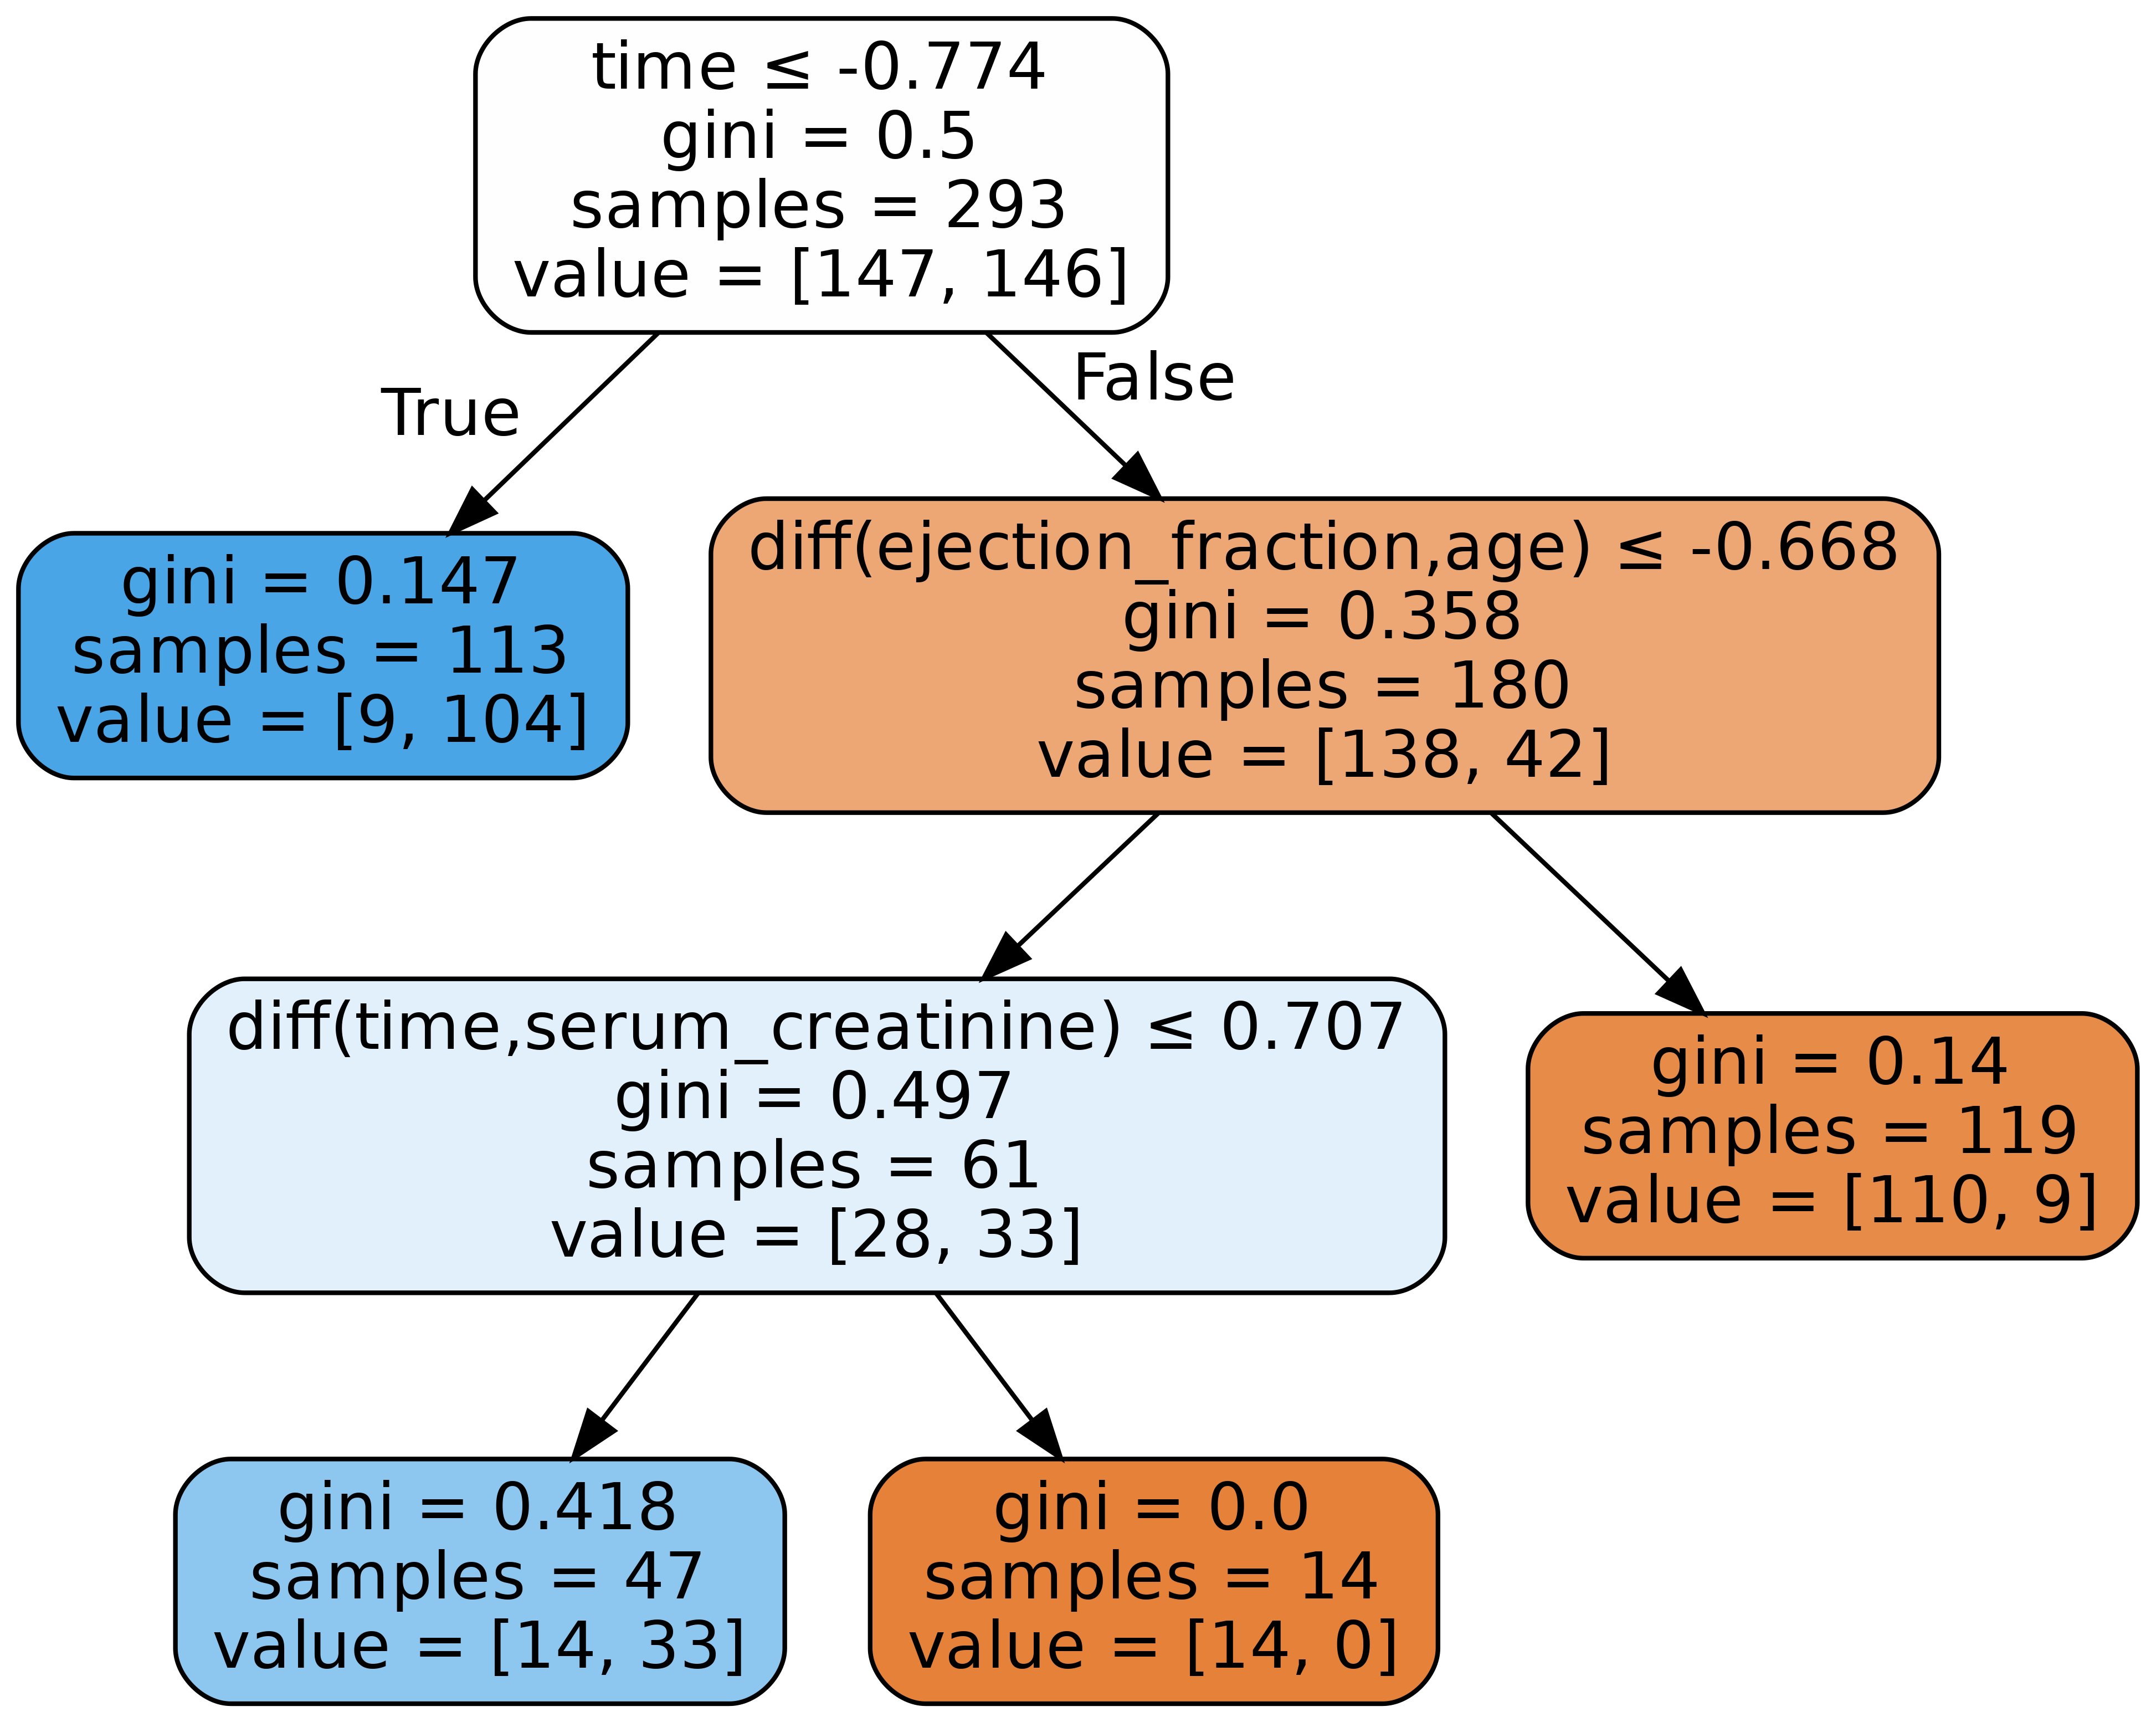 time ≤ -0.774
gini = 0.5
samples = 293
value = [147, 146]
True
False
gini = 0.147
samples = 113
value = [9, 104]
diff(ejection_fraction,age) ≤ -0.668
gini = 0.358
samples = 180
value = [138, 42]
diff(time,serum_creatinine) ≤ 0.707
gini = 0.497
samples = 61
value = [28, 33]
gini = 0.14
samples = 119
value = [110, 9]
gini = 0.418
samples = 47
value = [14, 33]
gini = 0.0
samples = 14
value = [14, 0]